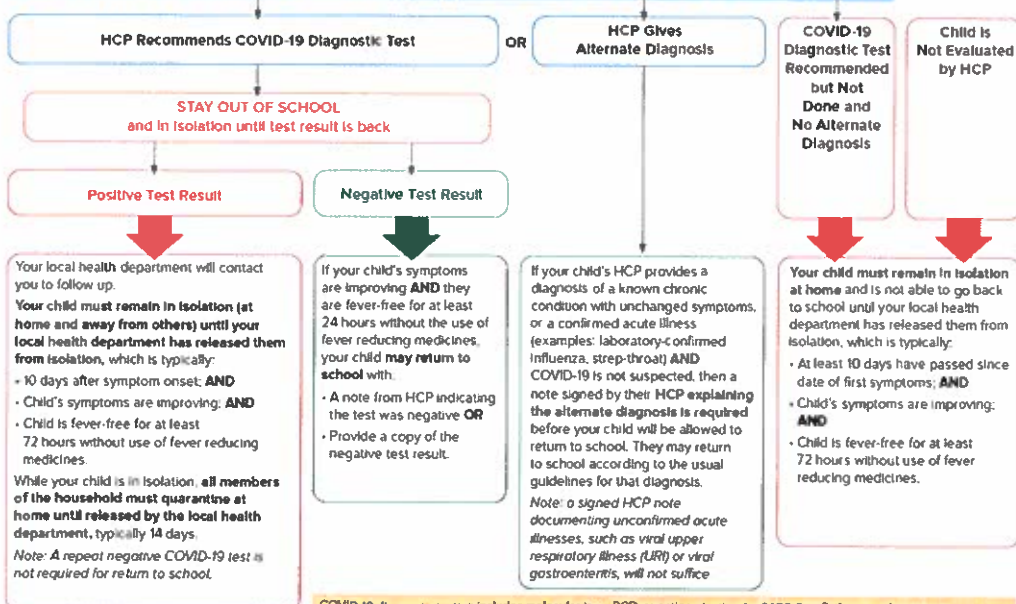 HCP Recommends COVID-19 Diagnostic Test
OR
HCP Gives
Alternate Diagnosis
COVID-19
Diagnostic Test
Recommended
but Not
Done and
No Alternate
Diagnosis
Child is
Not Evaluated
by HCP
STAY OUT OF SCHOOL
and in isolation until test result is back
Positive Test Result
Negative Test Result
Your local health department will contact
you to follow up.
Your child must remain in isolation (at
home and away from others) until your
local health department has released them
from isolation, which is typically:
• 10 days after symptom onset; AND
• Child's symptoms are improving; AND
• Child is fever-free for at least
72 hours without use of fever reducing
medicines.
While your child is in isolation, all members
of the household must quarantine at
home until released by the local health
department, typically 14 days.
Note: A repeat negative COVID-19 test is
not required for return to school.
If your child's symptoms
are improving AND they
are fever-free for at least
24 hours without the use of
fever reducing medicines,
your child may return to
school with:
• A note from HCP indicating
the test was negative OR
• Provide a copy of the
negative test result.
If your child's HCP provides a
diagnosis of a known chronic
condition with unchanged symptoms,
or a confirmed acute illness
(examples: laboratory-confirmed
influenza, strep-throat) AND
COVID-19 is not suspected, then a
note signed by their HCP explaining
the alternate diagnosis is required
before your child will be allowed to
return to school. They may return
to school according to the usual
guidelines for that diagnosis.
Note: a signed HCP note
documenting unconfirmed acute
illnesses, such as viral upper
respiratory illness (URI) or viral
gastroenteritis, will not suffice
Your child must remain in isolation
at home and is not able to go back
to school until your local health
department has released them from
isolation, which is typically:
• At least 10 days have passed since
date of first symptoms; AND
• Child's symptoms are improving;
AND
• Child is fever-free for at least
72 hours without use of fever
reducing medicines.